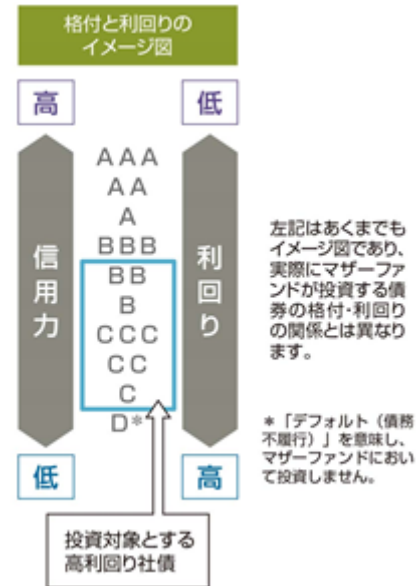 格付と利回りの
イメージ図
高
低
信用力
利回り
AAA
AA
A
BBB
BB
B
CCC
CC
C
D*
低
高
投資対象とする
高利回り社債
左記はあくまでも
イメージ図であり、
実際にマザーファ
ンドが投資する債
券の格付・利回り
の関係とは異なり
ます。
*「デフォルト（債務
不履行）」を意味し、
マザーファンドにおい
て投資しません。